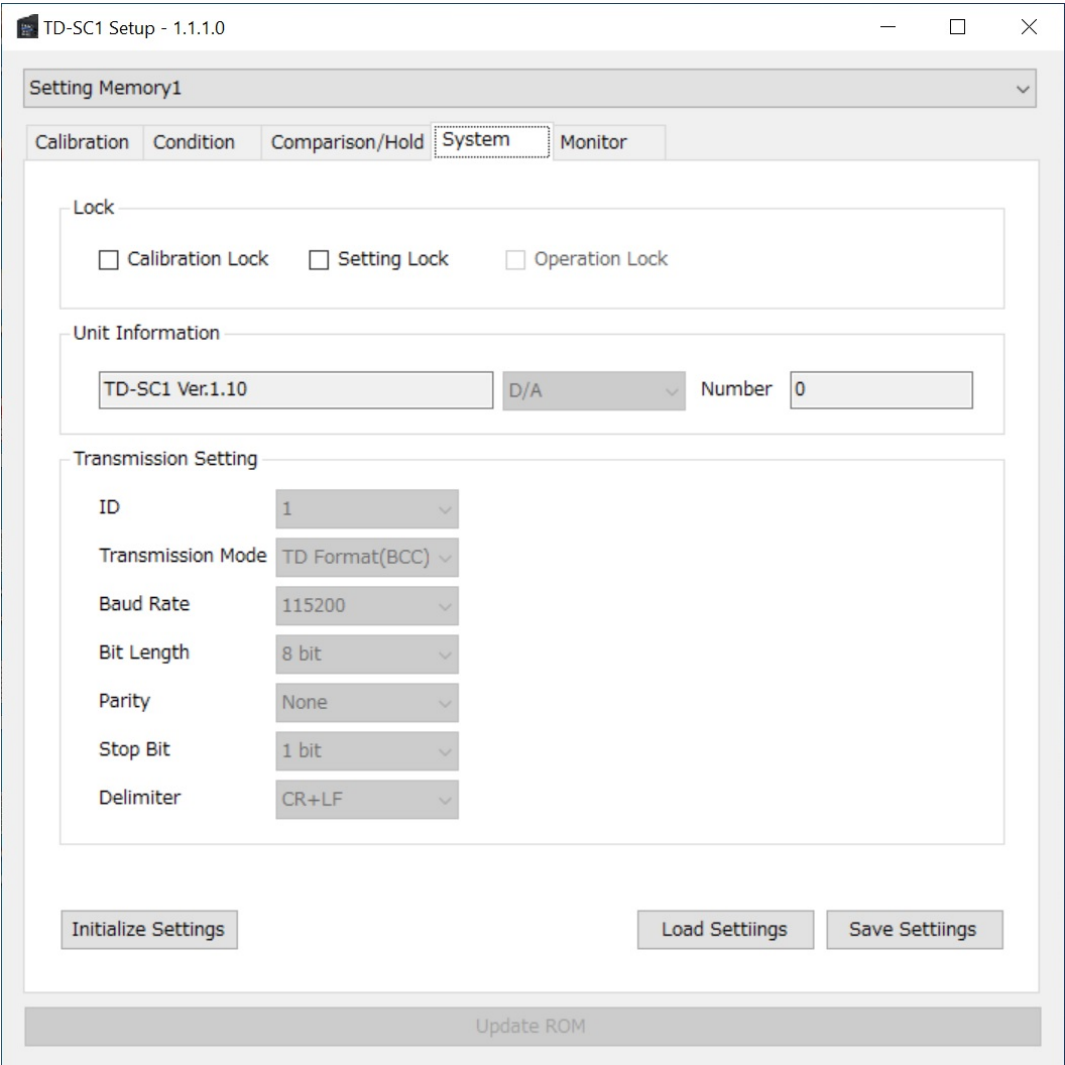 TD-SC1 Setup - 1.1.1.0
Setting Memory1
Calibration Condition Comparison/Hold System Monitor
Lock
Calibration Lock Setting Lock Operation Lock
Unit Information
TD-SC1 Ver.1.10 D/A Number 0
Transmission Setting
ID 1
Transmission Mode TD Format(BCC)
Baud Rate 115200
Bit Length 8 bit
Parity None
Stop Bit 1 bit
Delimiter CR+LF
Initialize Settings Load Settiings Save Settiings
Update ROM